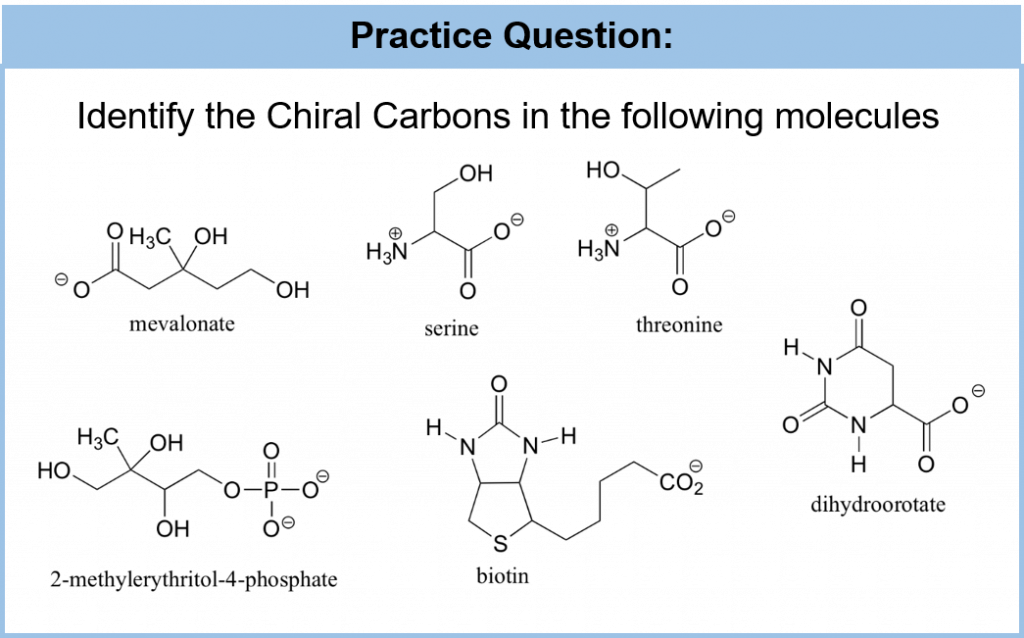 Practice Question:
Identify the Chiral Carbons in the following molecules
O H₃C OH
⊖ O OH
mevalonate
OH
⊕ H₃N O ⊖
O
serine
HO
⊕ H₃N O ⊖
O
threonine
O
H N
O N O ⊖
H O
dihydroorotate
H₃C OH
HO O
O–P–O ⊖
OH O ⊖
2-methylerythritol-4-phosphate
O
H N N–H
CO₂ ⊖
S
biotin